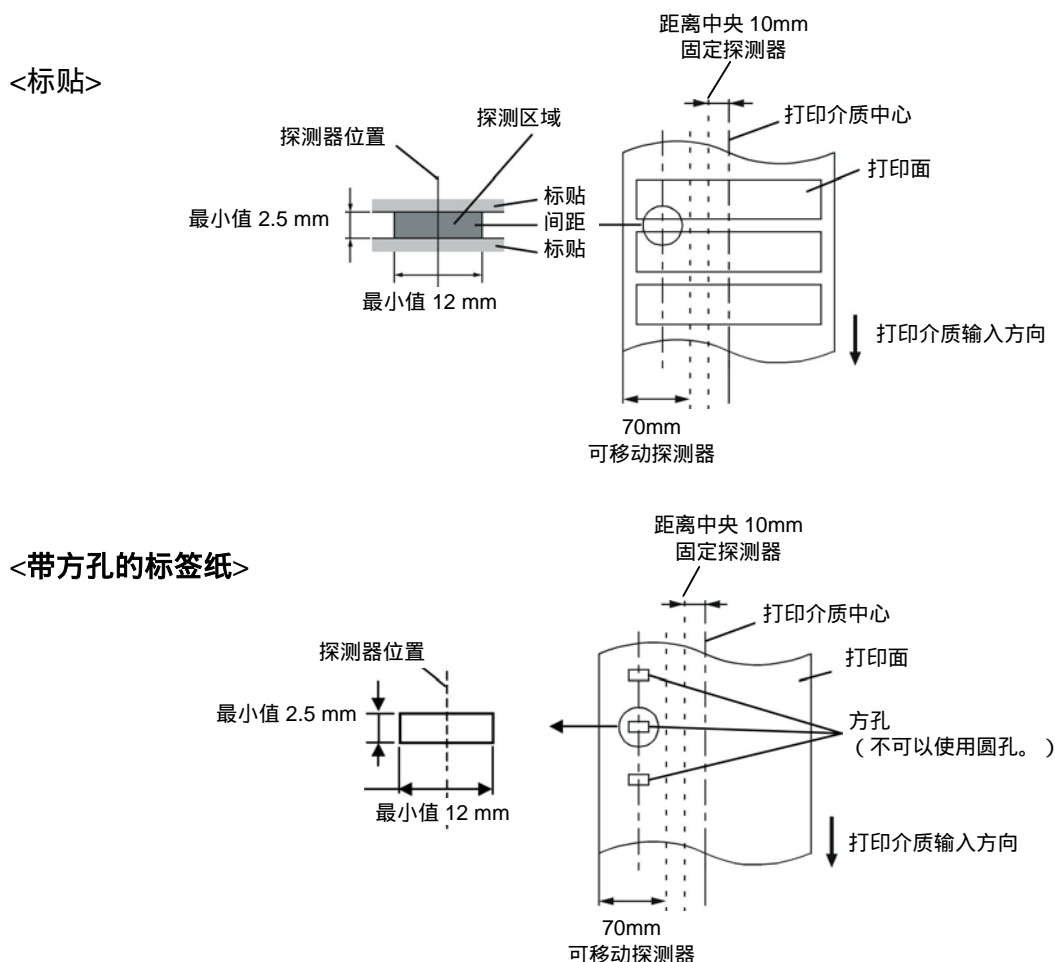 距离中央 10mm
固定探测器
<标贴>
打印介质中心
探测区域
探测器位置
打印面
标贴
最小值 2.5 mm
间距
标贴
最小值 12 mm
打印介质输入方向
70mm
可移动探测器
距离中央 10mm
固定探测器
<带方孔的标签纸>
打印介质中心
探测器位置
打印面
最小值 2.5 mm
方孔
（不可以使用圆孔。）
最小值 12 mm
打印介质输入方向
70mm
可移动探测器